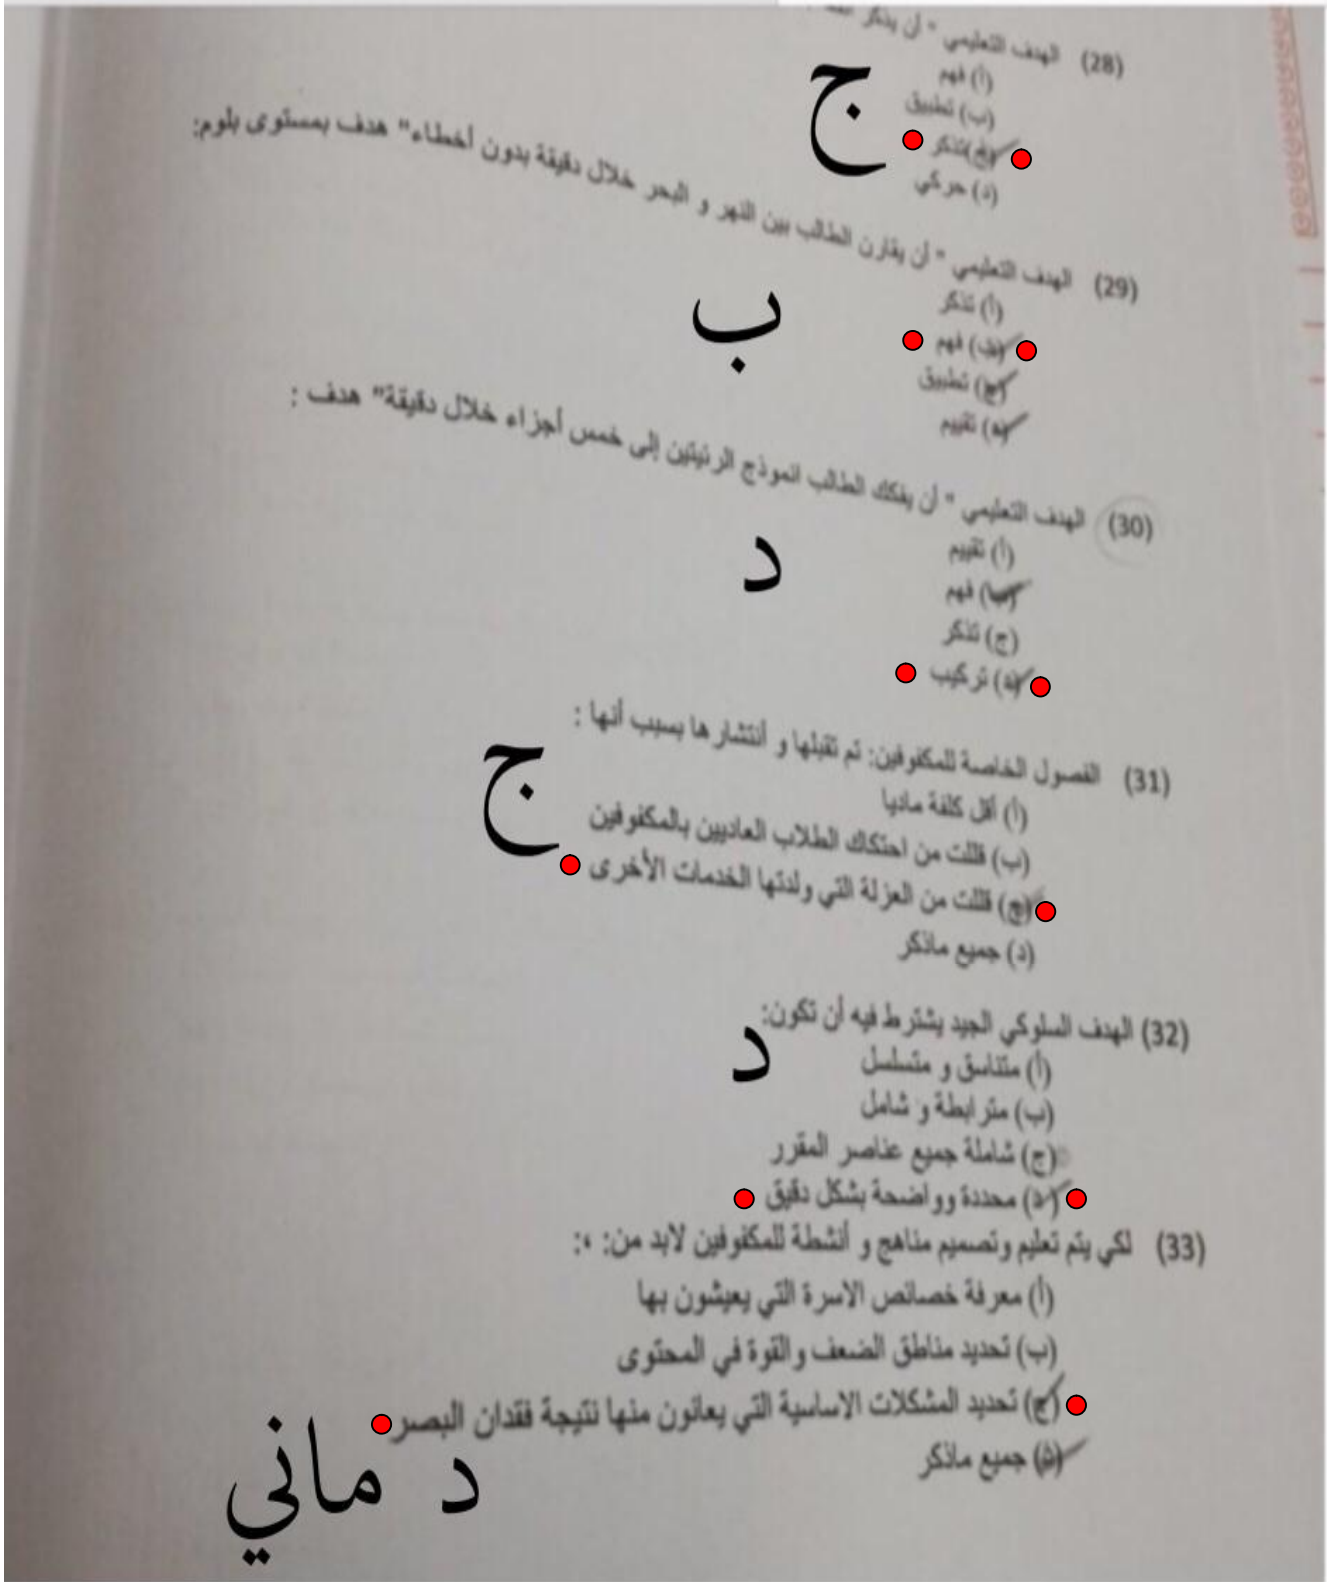 (28) الهدف التعليمي " أن يذكر
(أ) فهم
(ب) تطبيق
(ج) تذكر
(د) حركي
ج
(29) الهدف التعليمي " أن يقارن الطالب بين النهر و البحر خلال دقيقة بدون أخطاء" هدف بمستوى بلوم:
(أ) تذكر
(ب) فهم
(ج) تطبيق
(د) تقييم
ب
(30) الهدف التعليمي " أن يفكك الطالب انموذج الرئيتين إلى خمس أجزاء خلال دقيقة" هدف :
(أ) تقييم
(ب) فهم
(ج) تذكر
(د) تركيب
د
(31) الفصول الخاصة للمكفوفين: تم تقبلها و أنتشارها بسبب أنها :
(أ) أقل كلفة ماديا
(ب) قللت من احتكاك الطلاب العاديين بالمكفوفين
(ج) قللت من العزلة التي ولدتها الخدمات الأخرى
(د) جميع ماذكر
ج
(32) الهدف السلوكي الجيد يشترط فيه أن تكون:
(أ) متناسق و متسلسل
(ب) مترابطة و شامل
(ج) شاملة جميع عناصر المقرر
(د) محددة وواضحة بشكل دقيق
د
(33) لكي يتم تعليم وتصميم مناهج و أنشطة للمكفوفين لابد من: ،:
(أ) معرفة خصائص الاسرة التي يعيشون بها
(ب) تحديد مناطق الضعف والقوة في المحتوى
(ج) تحديد المشكلات الاساسية التي يعانون منها نتيجة فقدان البصر
(د) جميع ماذكر
د ماني